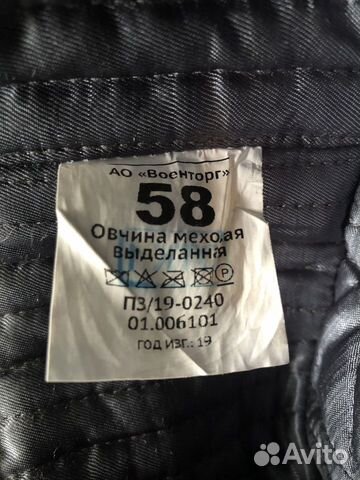 АО «Военторг»
58
Овчина меховая
выделанная
P
ПЗ/19-0240
01.006101
ГОД ИЗГ.: 19
Avito